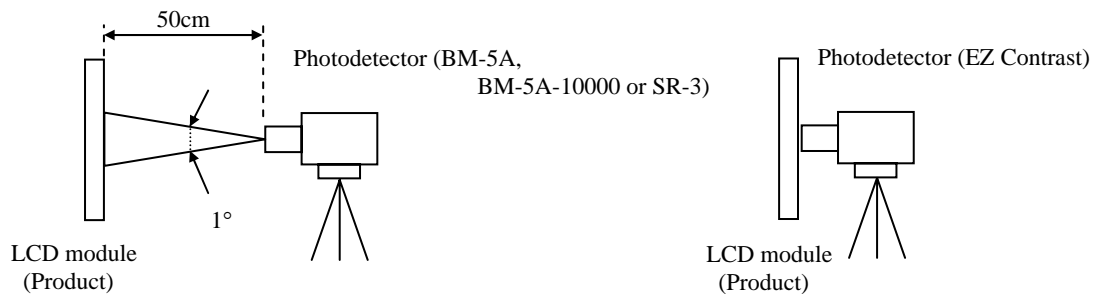 50cm
Photodetector (BM-5A,
BM-5A-10000 or SR-3)
1°
LCD module
(Product)
Photodetector (EZ Contrast)
LCD module
(Product)